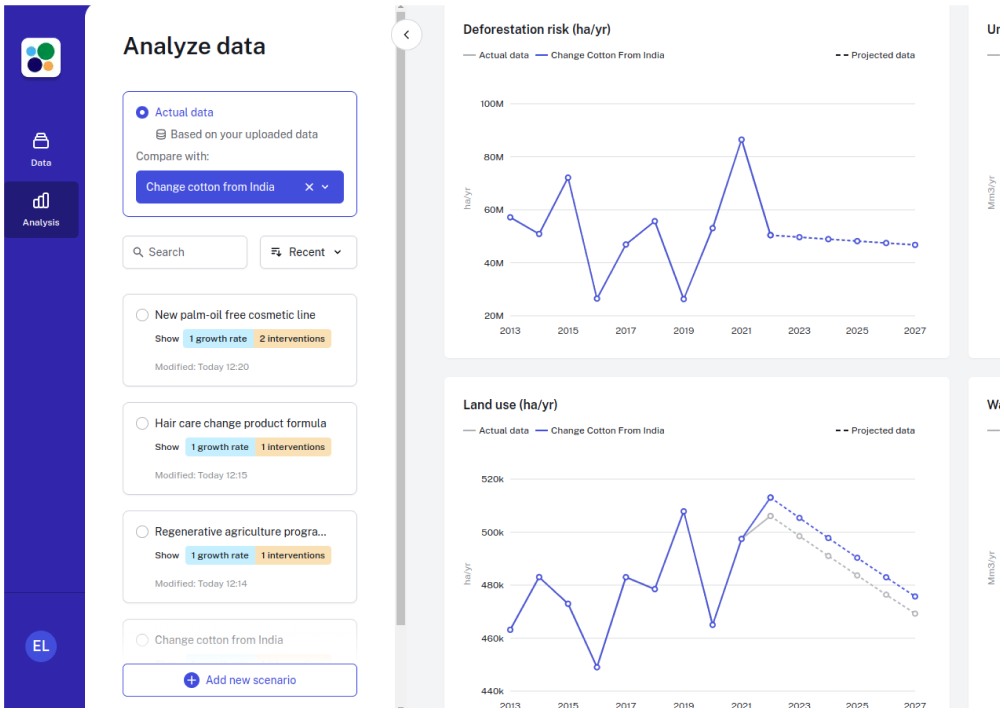 Analyze data
Actual data
Based on your uploaded data
Compare with:
Change cotton from India
Search
Recent
New palm-oil free cosmetic line
Show 1 growth rate 2 interventions
Modified: Today 12:20
Hair care change product formula
Show 1 growth rate 1 interventions
Modified: Today 12:15
Regenerative agriculture progra...
Show 1 growth rate 1 interventions
Modified: Today 12:14
Change cotton from India
Add new scenario
Data
Analysis
EL
Deforestation risk (ha/yr)
Actual data Change Cotton From India Projected data
100M
80M
60M
40M
20M
ha/yr
2013 2015 2017 2019 2021 2023 2025 2027
Land use (ha/yr)
Actual data Change Cotton From India Projected data
520k
500k
480k
460k
440k
ha/yr
2013 2015 2017 2019 2021 2023 2025 2027
Un
Mm3/yr
Wa
Mm3/yr